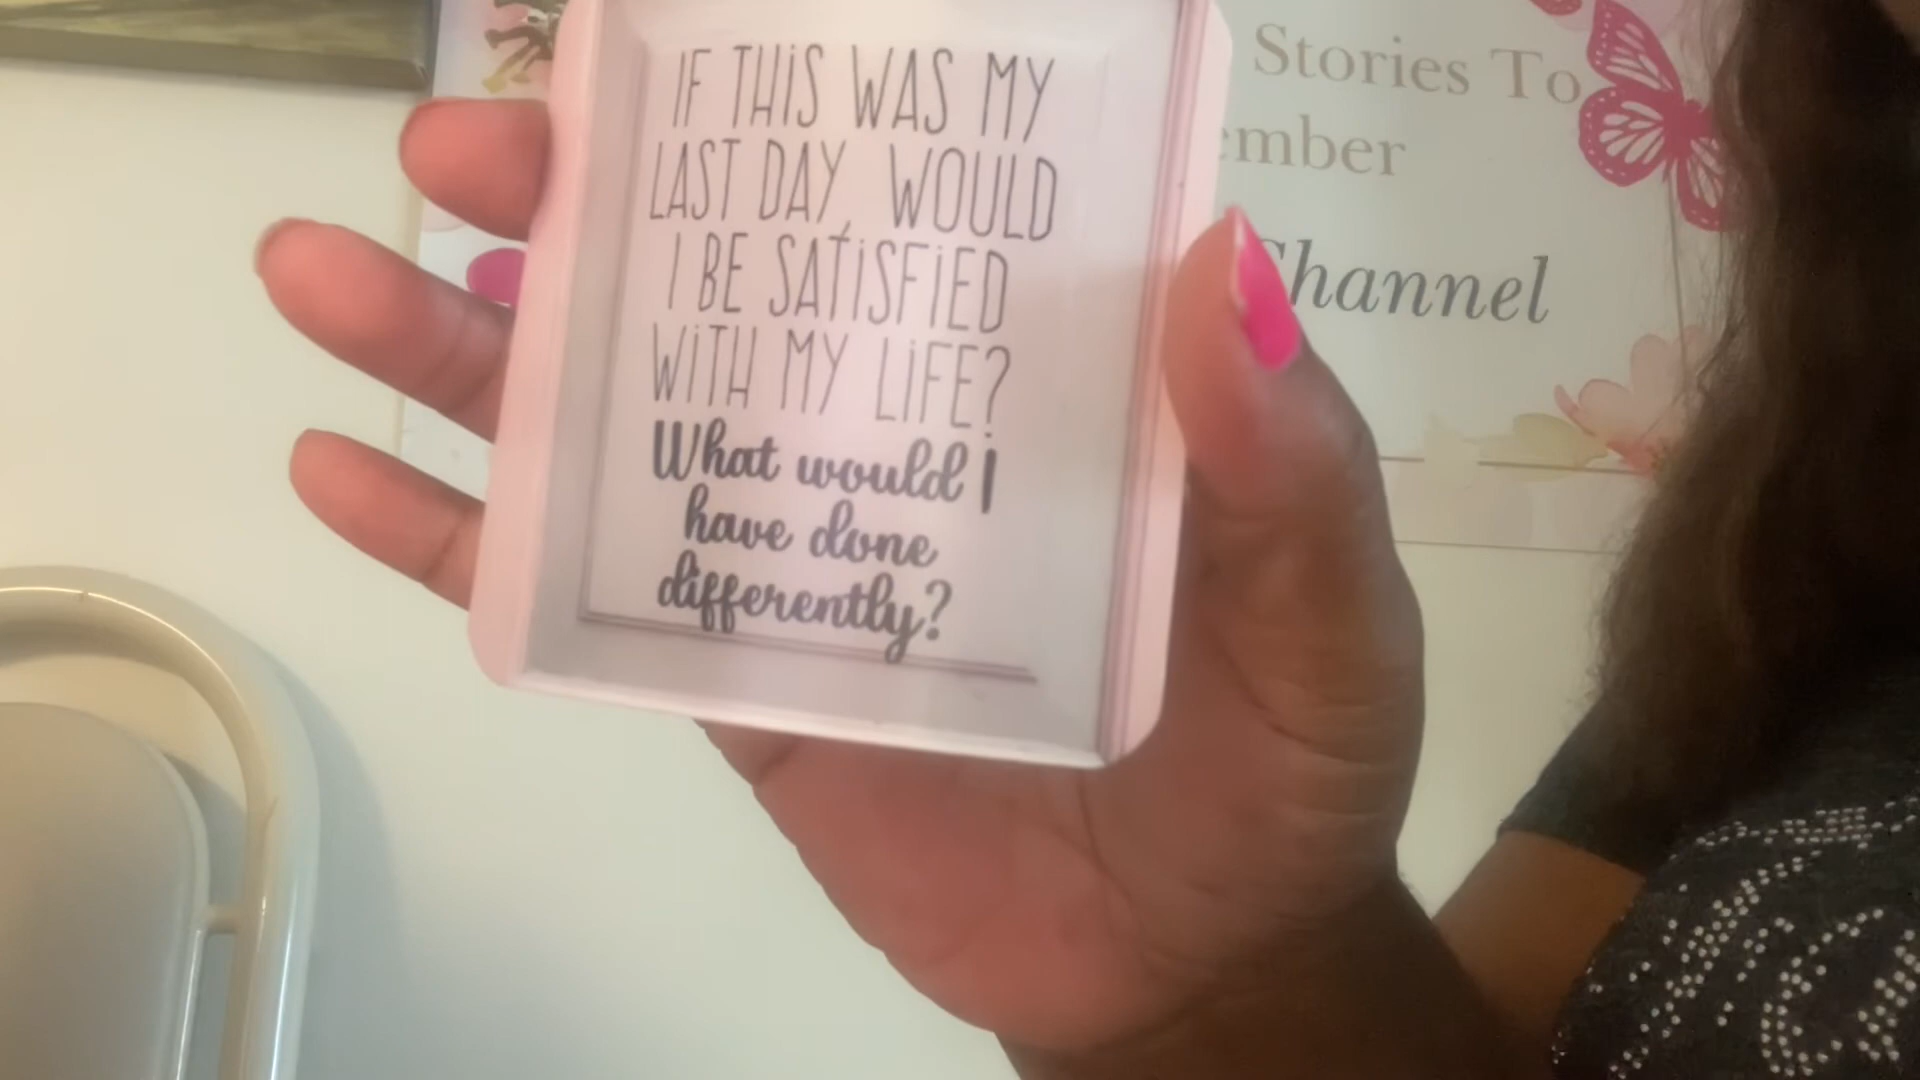 IF THiS WAS MY
LAST DAY, WOULD
I BE SATiSFiED
WiTH MY LiFE?
What would I
have done
differently?
Stories To
Channel